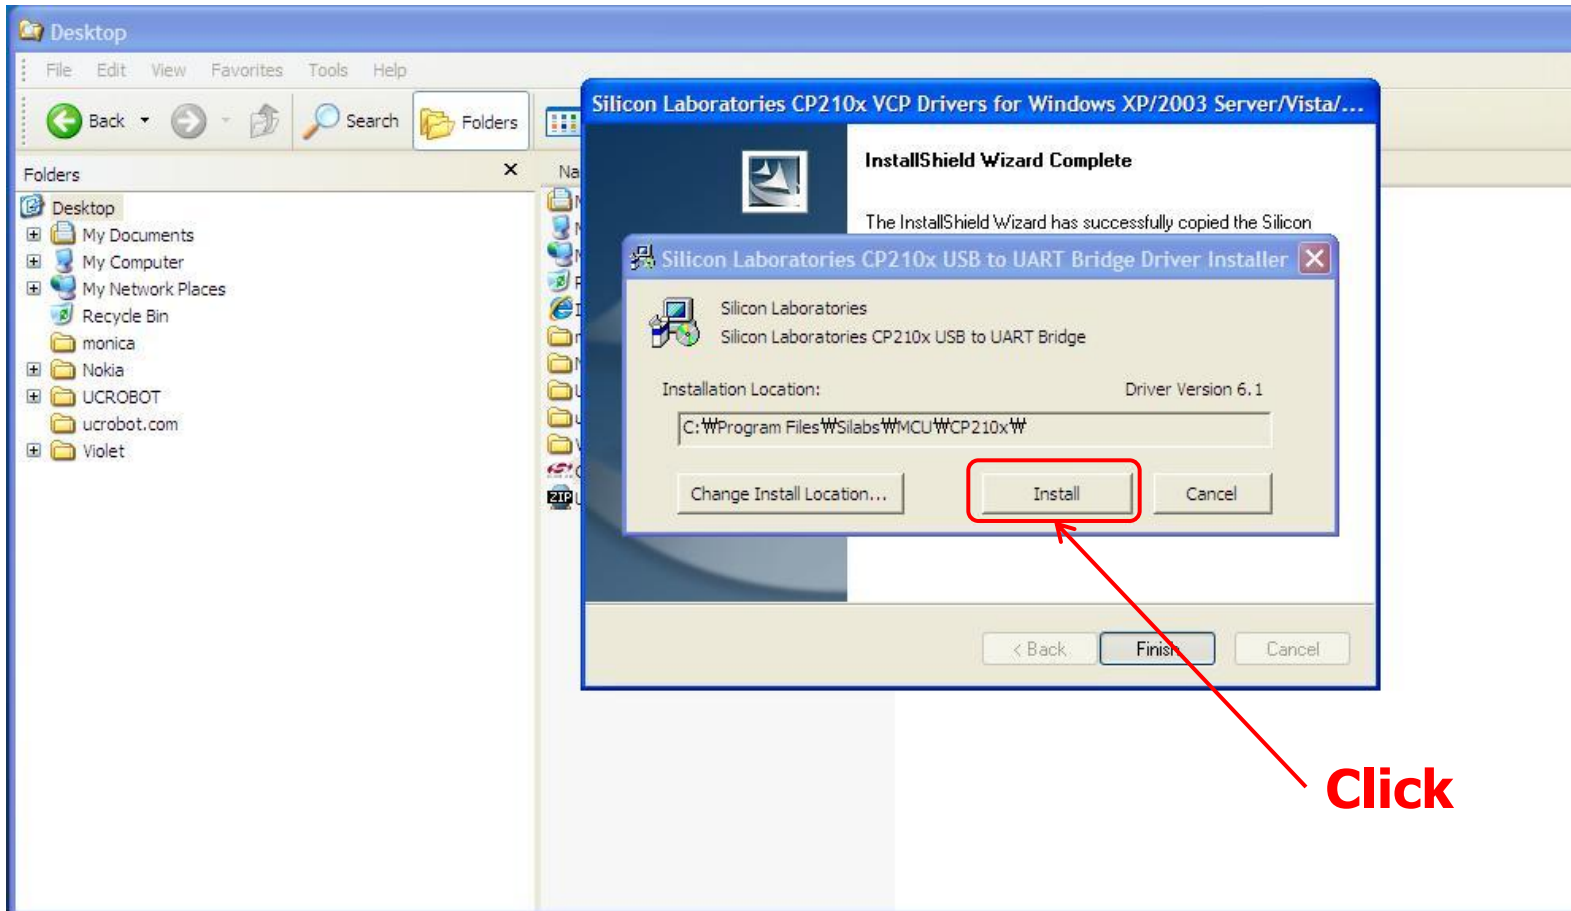 Desktop
File Edit View Favorites Tools Help
Back Search Folders
Folders
Desktop
My Documents
My Computer
My Network Places
Recycle Bin
monica
Nokia
UCROBOT
ucrobot.com
Violet
Na
Silicon Laboratories CP210x VCP Drivers for Windows XP/2003 Server/Vista/...
InstallShield Wizard Complete
The InstallShield Wizard has successfully copied the Silicon
Silicon Laboratories CP210x USB to UART Bridge Driver Installer
Silicon Laboratories
Silicon Laboratories CP210x USB to UART Bridge
Installation Location: Driver Version 6.1
C:₩Program Files₩Silabs₩MCU₩CP210x₩
Change Install Location... Install Cancel
< Back Finish Cancel
Click
ZIP